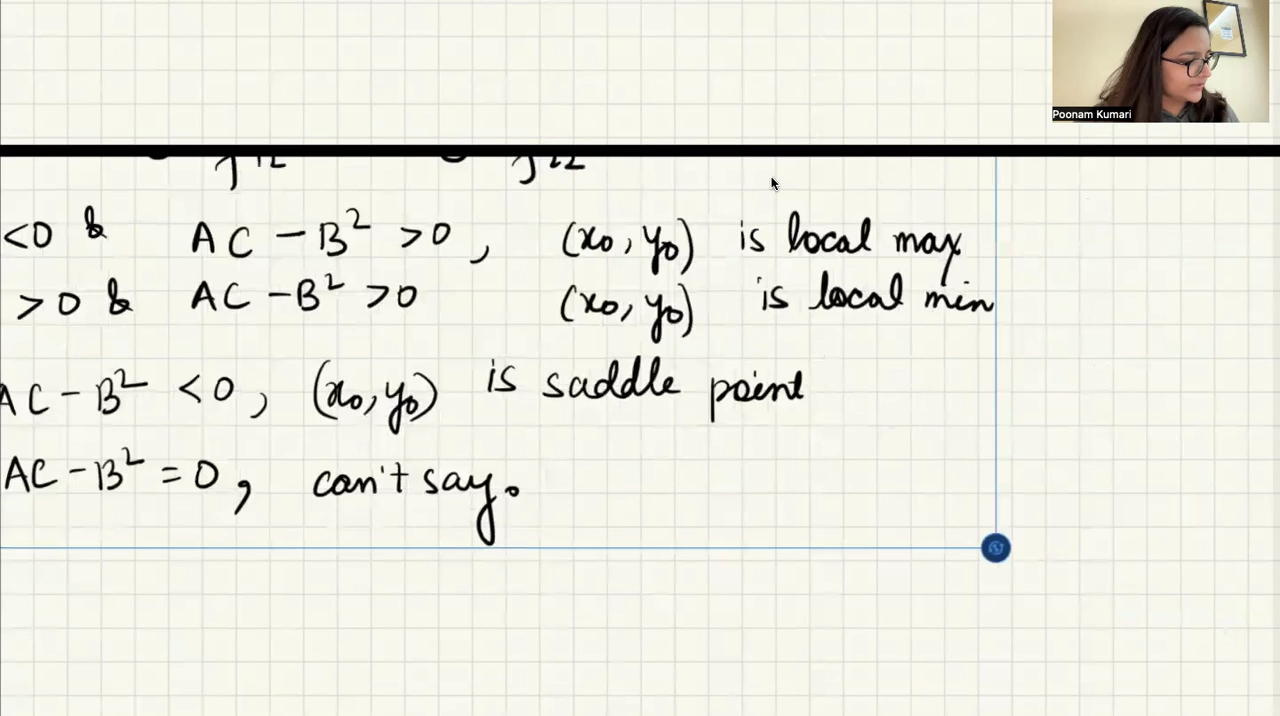 Poonam Kumari
<0 & AC - B² >0, (x₀, y₀) is local max
>0 & AC - B² >0 (x₀, y₀) is local min
AC - B² <0, (x₀, y₀) is saddle point
AC - B² = 0, can't say.